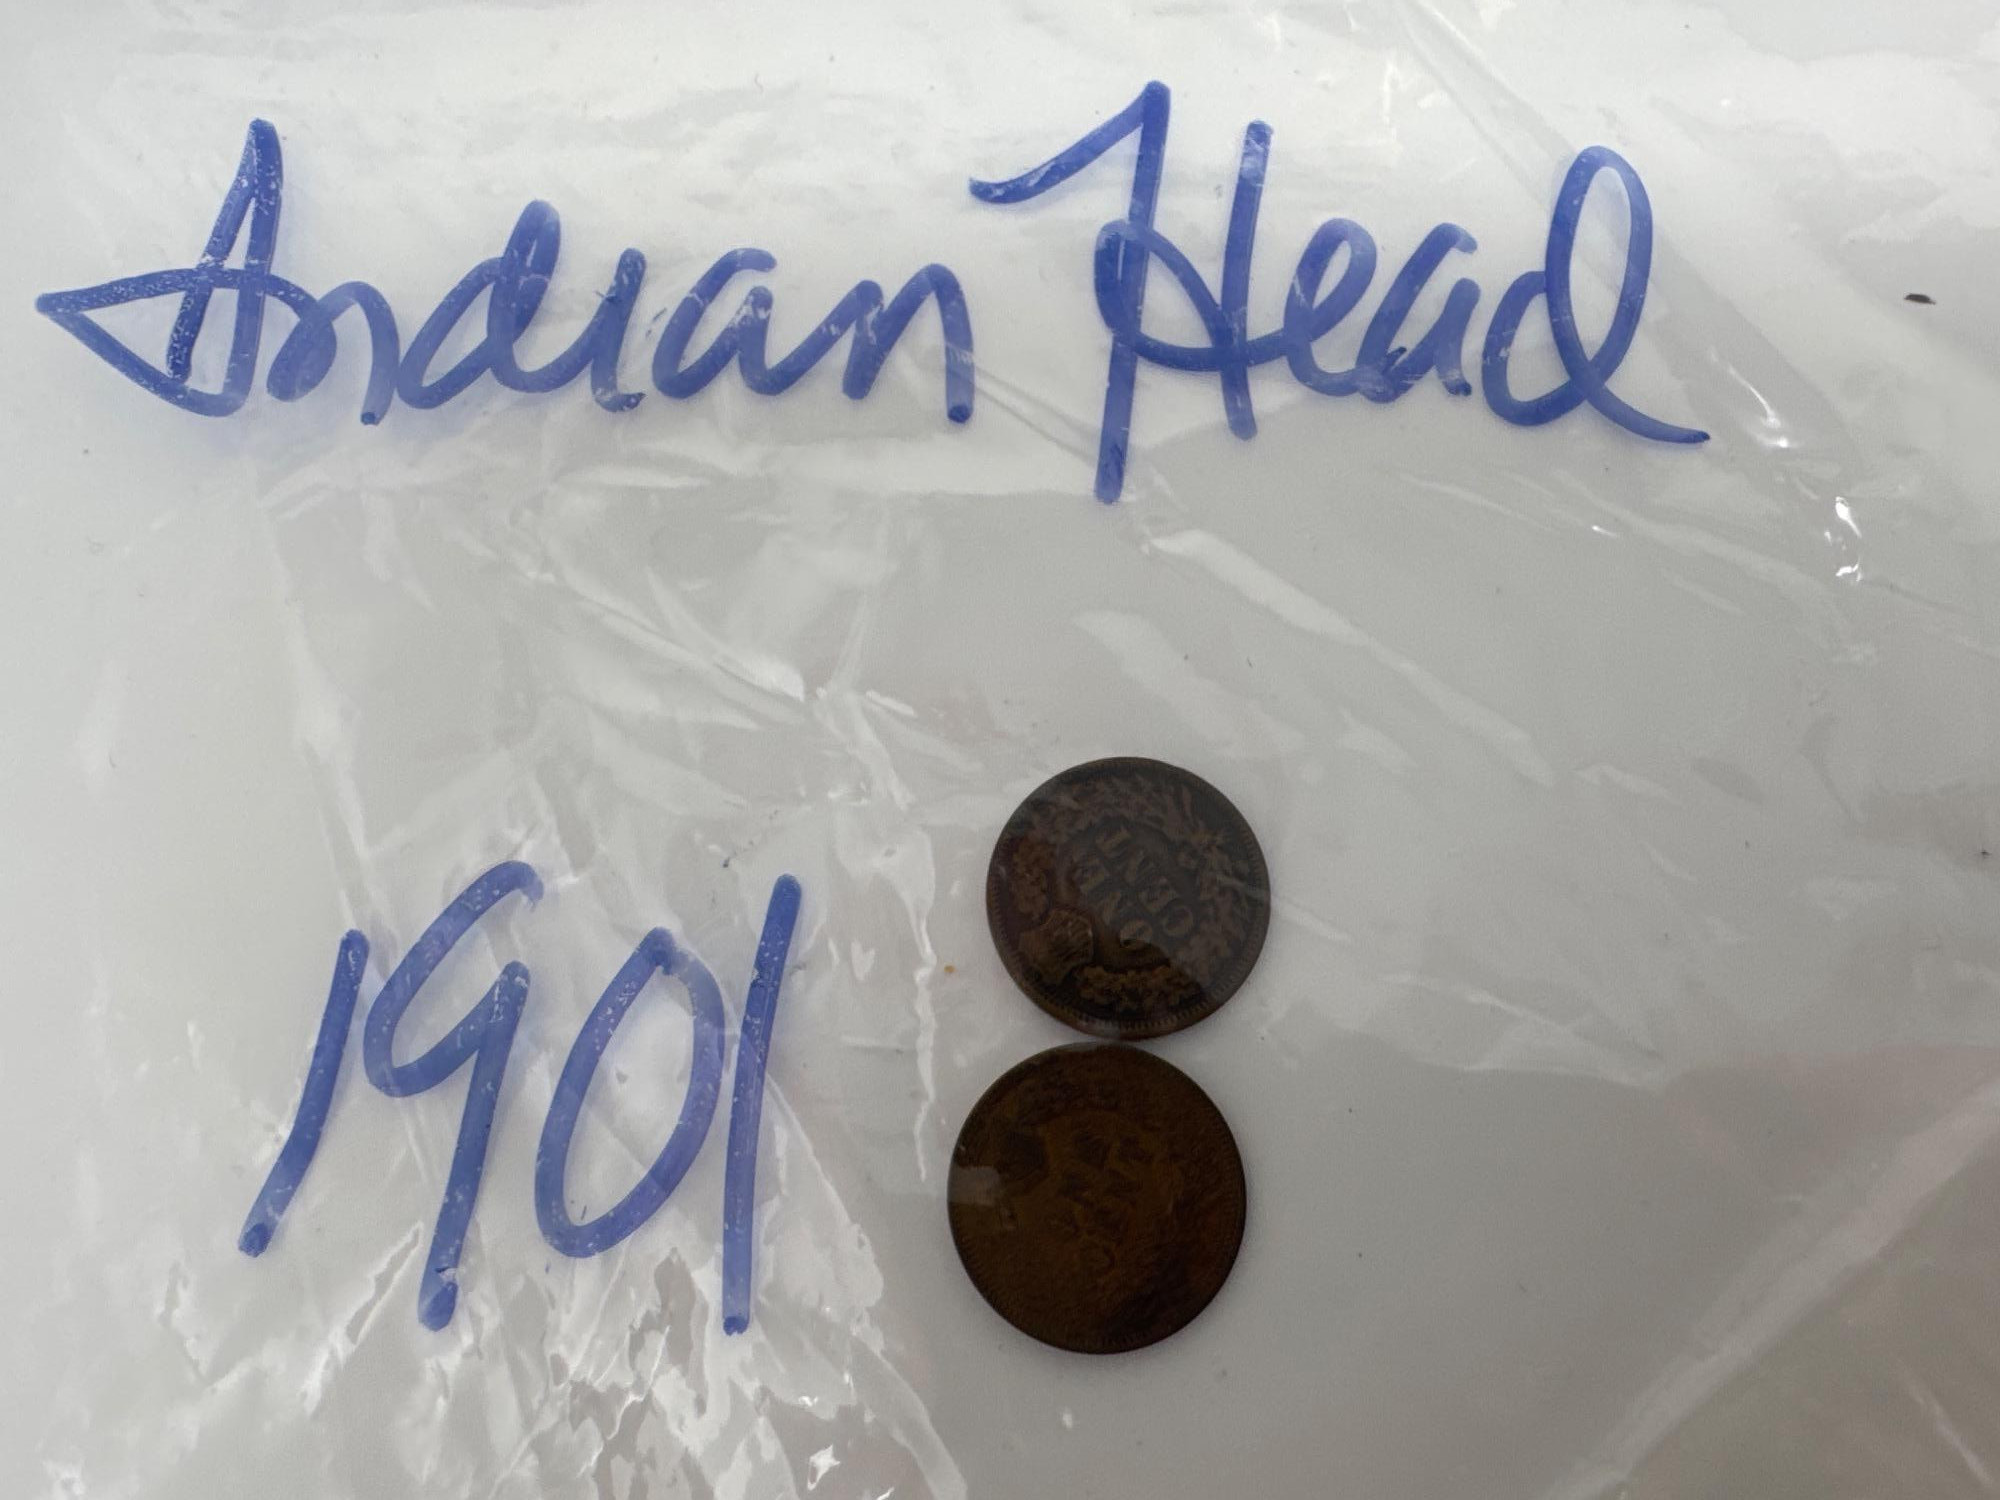 Indian Head
1901
ONE
CENT